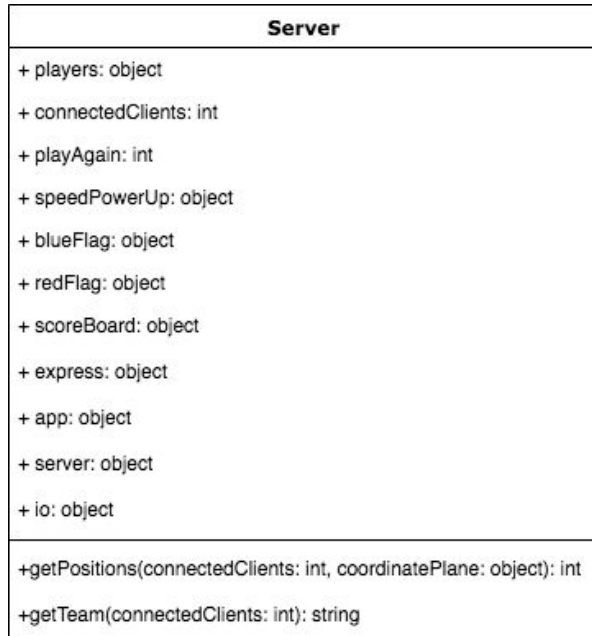 Server
+ players: object
+ connectedClients: int
+ playAgain: int
+ speedPowerUp: object
+ blueFlag: object
+ redFlag: object
+ scoreBoard: object
+ express: object
+ app: object
+ server: object
+ io: object
+getPositions(connectedClients: int, coordinatePlane: object): int
+getTeam(connectedClients: int): string